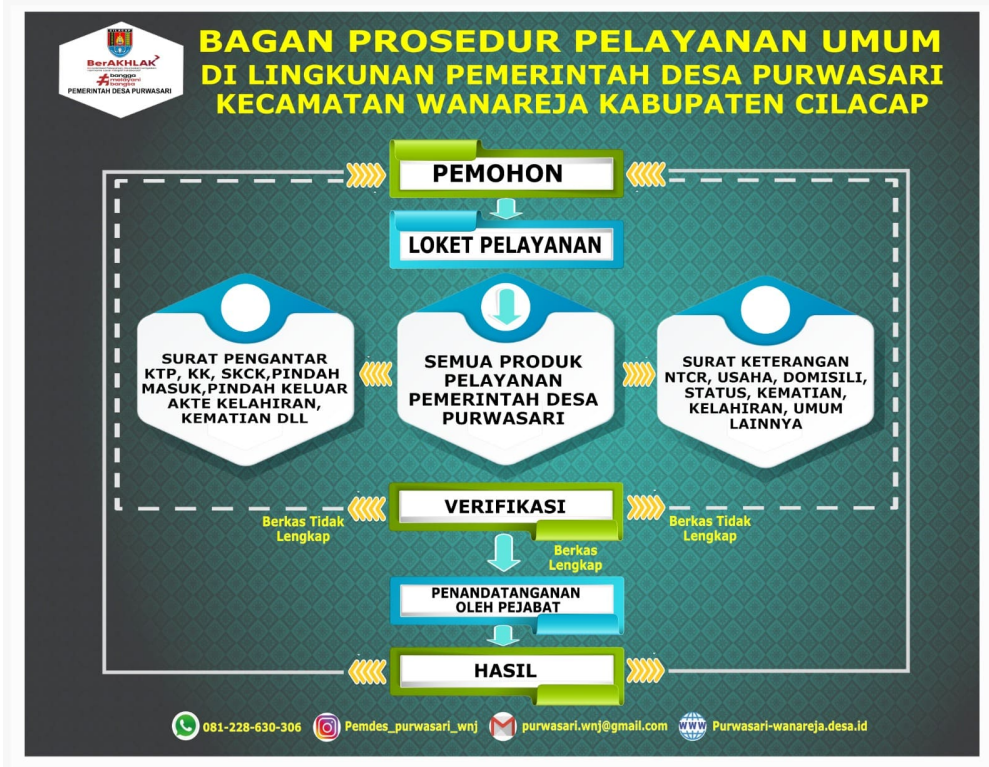 CILACAP
BerAKHLAK
bangga
melayani
bangsa
PEMERINTAH DESA PURWASARI
BAGAN PROSEDUR PELAYANAN UMUM
DI LINGKUNAN PEMERINTAH DESA PURWASARI
KECAMATAN WANAREJA KABUPATEN CILACAP
PEMOHON
LOKET PELAYANAN
SURAT PENGANTAR
KTP, KK, SKCK,PINDAH
MASUK,PINDAH KELUAR
AKTE KELAHIRAN,
KEMATIAN DLL
SEMUA PRODUK
PELAYANAN
PEMERINTAH DESA
PURWASARI
SURAT KETERANGAN
NTCR, USAHA, DOMISILI,
STATUS, KEMATIAN,
KELAHIRAN, UMUM
LAINNYA
VERIFIKASI
Berkas Tidak
Lengkap
Berkas Tidak
Lengkap
Berkas
Lengkap
PENANDATANGANAN
OLEH PEJABAT
HASIL
081-228-630-306
Pemdes_purwasari_wnj
purwasari.wnj@gmail.com
WWW
Purwasari-wanareja.desa.id